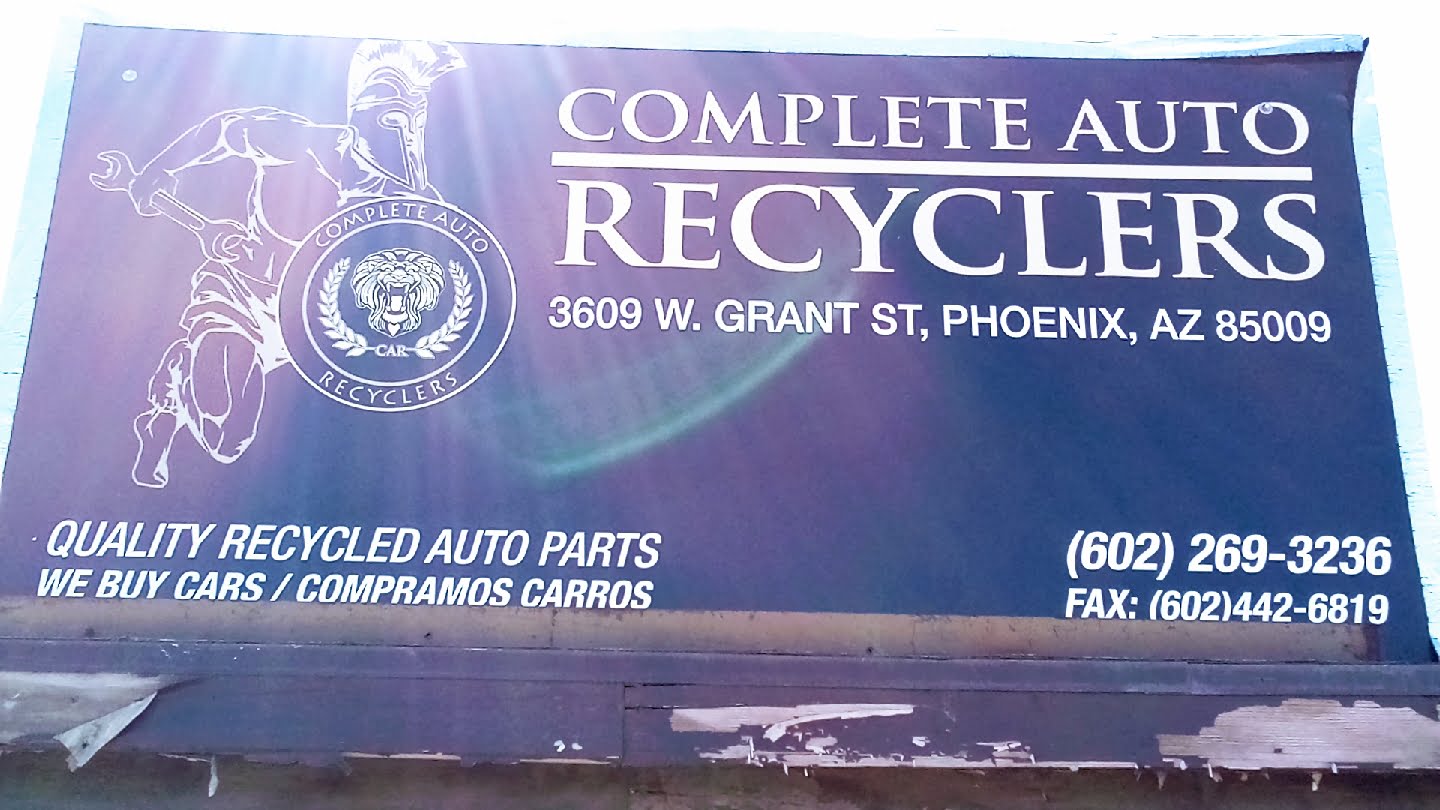 COMPLETE AUTO
RECYCLERS
3609 W. GRANT ST, PHOENIX, AZ 85009
COMPLETE AUTO
CAR
RECYCLERS
QUALITY RECYCLED AUTO PARTS
WE BUY CARS / COMPRAMOS CARROS
(602) 269-3236
FAX: (602)442-6819